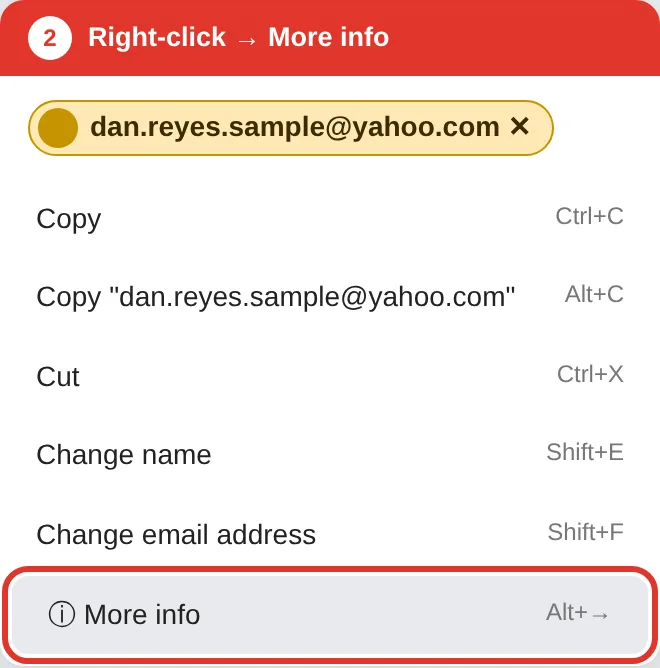 2 Right-click → More info
dan.reyes.sample@yahoo.com ✕
Copy Ctrl+C
Copy "dan.reyes.sample@yahoo.com" Alt+C
Cut Ctrl+X
Change name Shift+E
Change email address Shift+F
ⓘ More info Alt+→